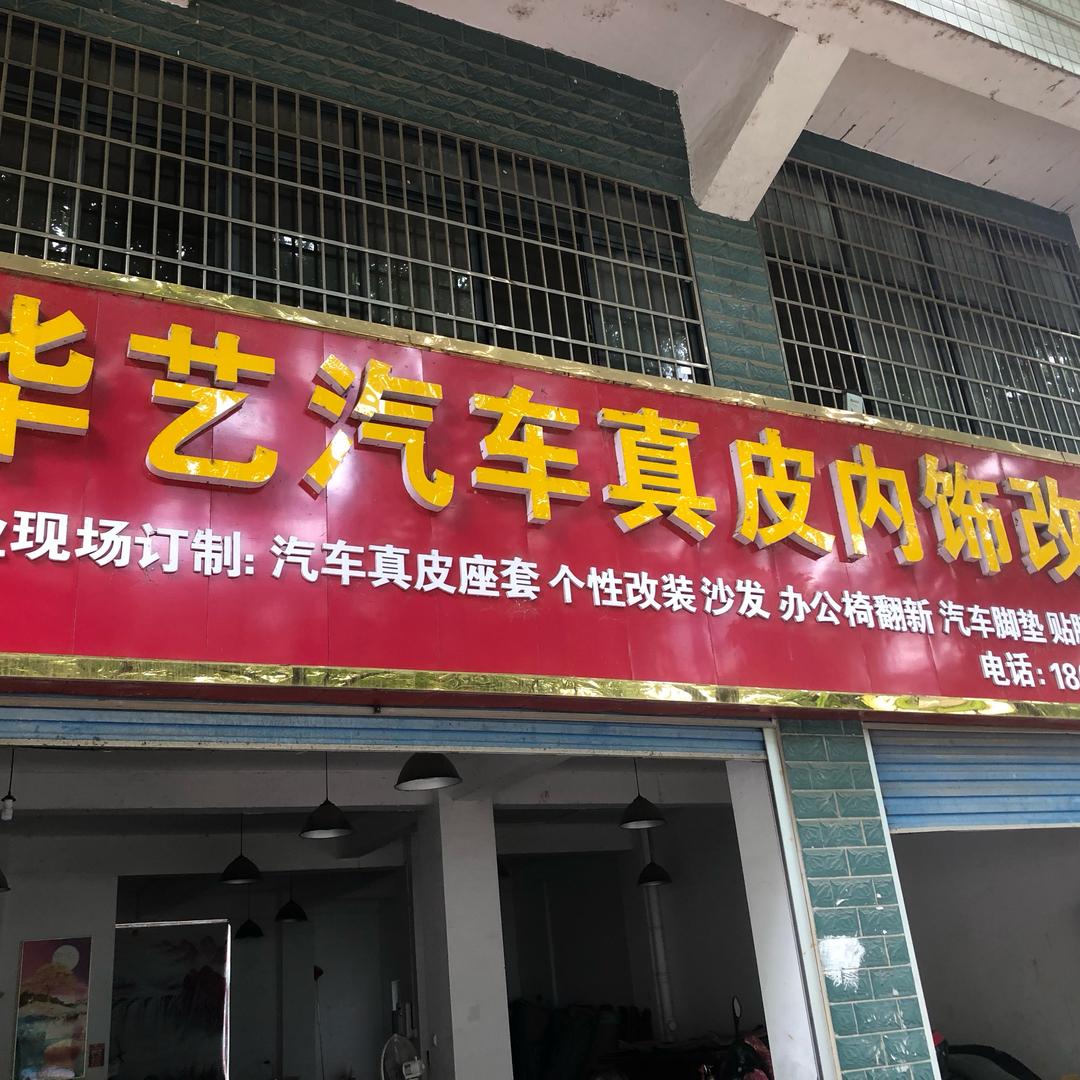 华艺汽车真皮内饰改
现场订制: 汽车真皮座套 个性改装 沙发 办公椅翻新 汽车脚垫 贴
电话: 18